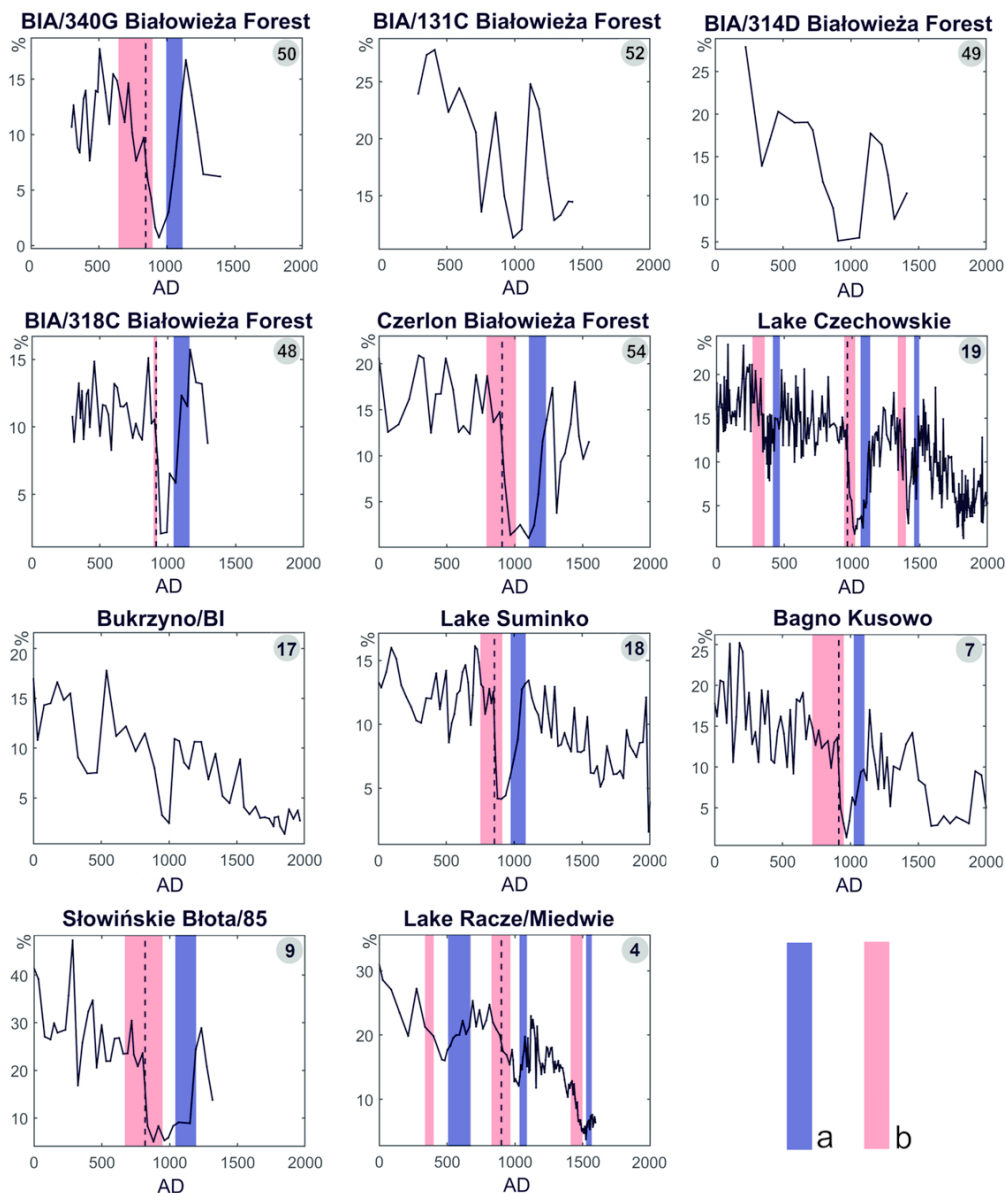 BIA/340G Białowieża Forest
%
50
15
10
5
0
0 500 1000 1500 2000
AD
BIA/131C Białowieża Forest
%
52
25
20
15
0 500 1000 1500 2000
AD
BIA/314D Białowieża Forest
%
49
25
20
15
10
5
0 500 1000 1500 2000
AD
BIA/318C Białowieża Forest
%
48
15
10
5
0 500 1000 1500 2000
AD
Czerlon Białowieża Forest
%
54
20
15
10
5
0 500 1000 1500 2000
AD
Lake Czechowskie
%
19
20
15
10
5
0 500 1000 1500 2000
AD
Bukrzyno/BI
%
17
20
15
10
5
0 500 1000 1500 2000
AD
Lake Suminko
%
18
15
10
5
0 500 1000 1500 2000
AD
Bagno Kusowo
%
7
25
20
15
10
5
0 500 1000 1500 2000
AD
Słowińskie Błota/85
%
9
40
30
20
10
0 500 1000 1500 2000
AD
Lake Racze/Miedwie
%
4
30
20
10
0 500 1000 1500 2000
AD
a
b